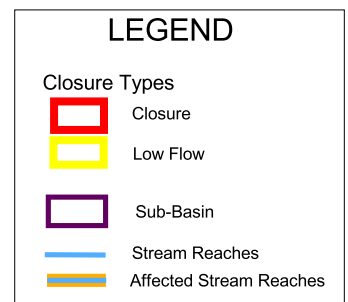 LEGEND
Closure Types
Closure
Low Flow
Sub-Basin
Stream Reaches
Affected Stream Reaches